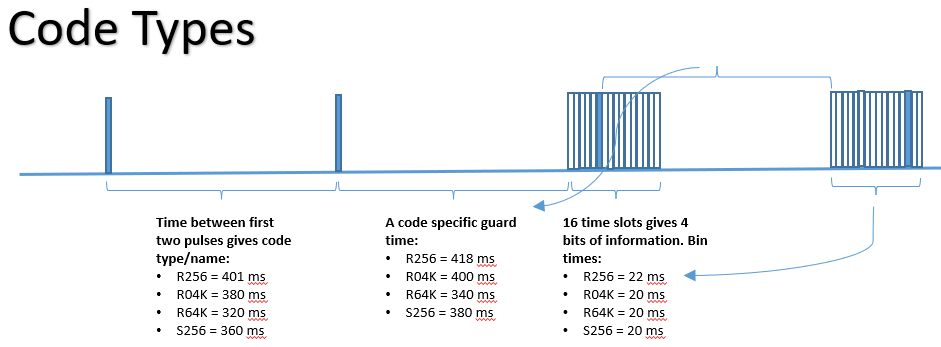 Code Types
Time between first
two pulses gives code
type/name:
• R256 = 401 ms
• R04K = 380 ms
• R64K = 320 ms
• S256 = 360 ms
A code specific guard
time:
• R256 = 418 ms
• R04K = 400 ms
• R64K = 340 ms
• S256 = 380 ms
16 time slots gives 4
bits of information. Bin
times:
• R256 = 22 ms
• R04K = 20 ms
• R64K = 20 ms
• S256 = 20 ms